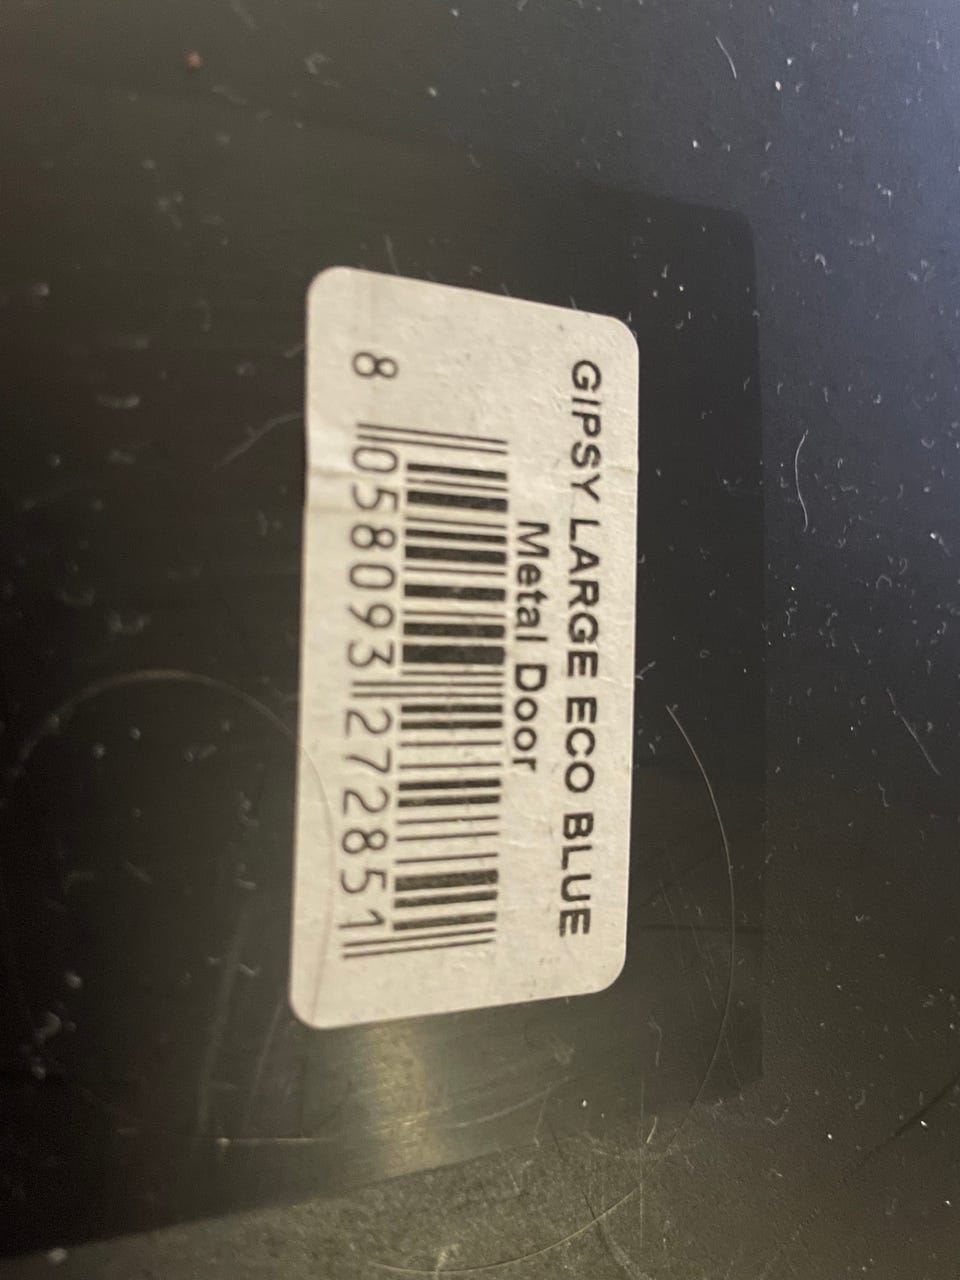 GIPSY LARGE ECO BLUE
Metal Door
8 058093 272851